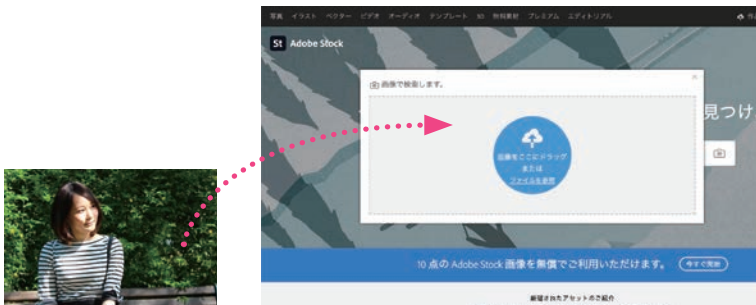 写真 イラスト ベクター ビデオ オーディオ テンプレート 3D 無料素材 プレミアム エディトリアル
St Adobe Stock
画像で検索します。
×
見つけ
画像をここにドラッグ
または
ファイルを参照
10 点の Adobe Stock 画像を無償でご利用いただけます。 今すぐ開始
厳選されたアセットのご紹介